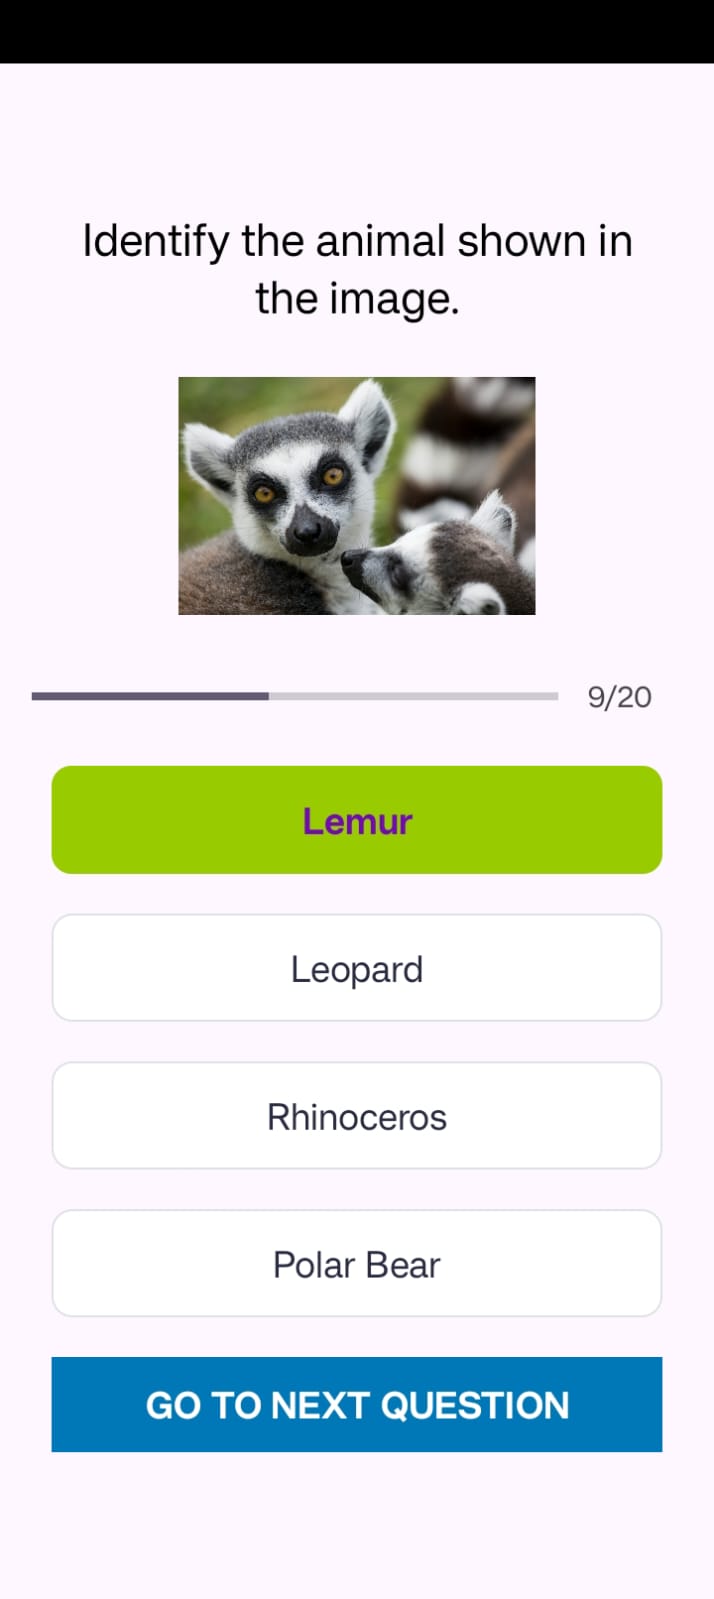 Identify the animal shown in
the image.
9/20
Lemur
Leopard
Rhinoceros
Polar Bear
GO TO NEXT QUESTION